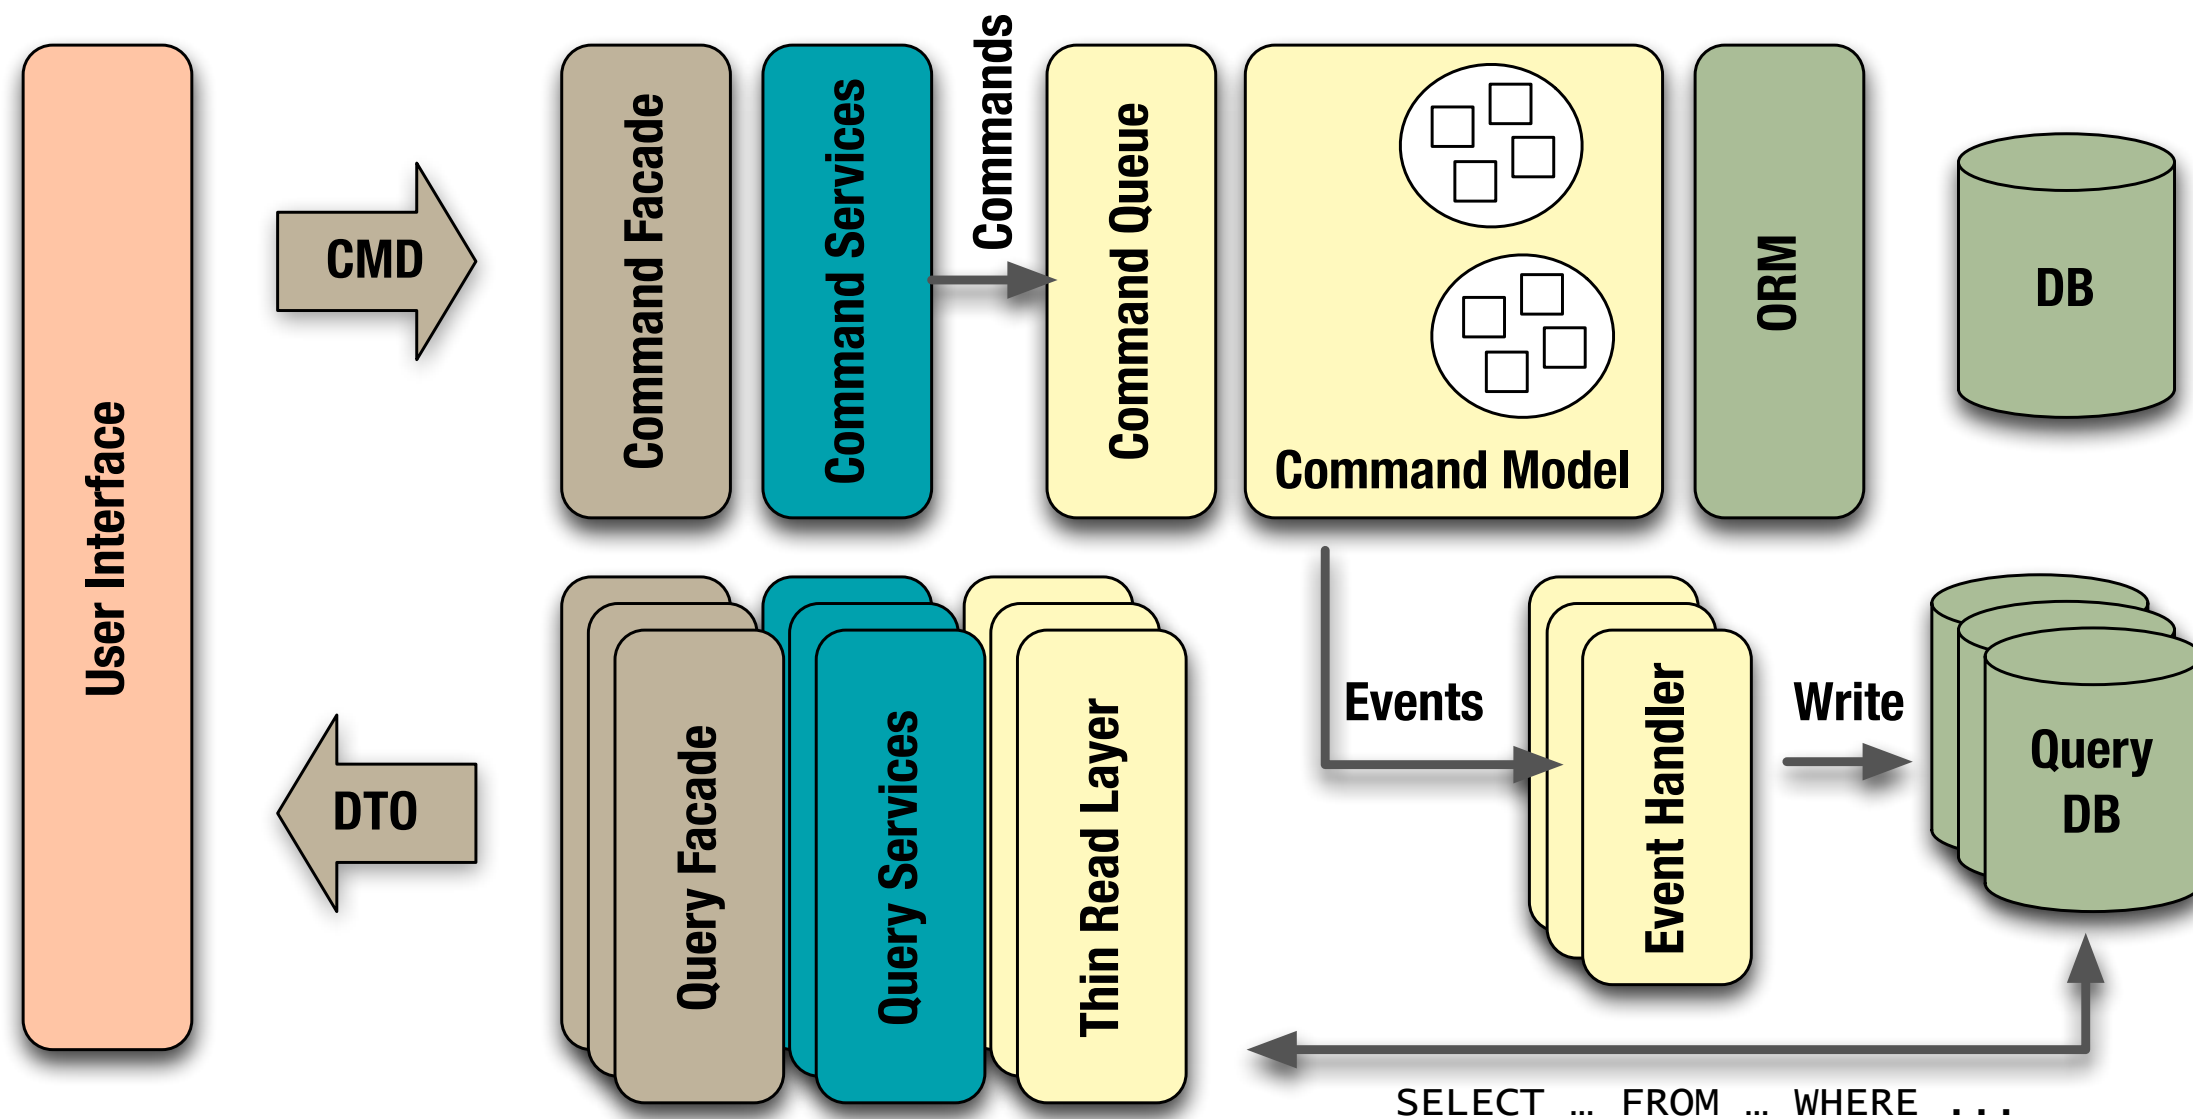 User Interface
CMD
Command Facade
Command Services
Commands
Command Queue
Command Model
ORM
DB
DTO
Query Facade
Query Services
Thin Read Layer
Events
Event Handler
Write
Query
DB
SELECT … FROM … WHERE ...